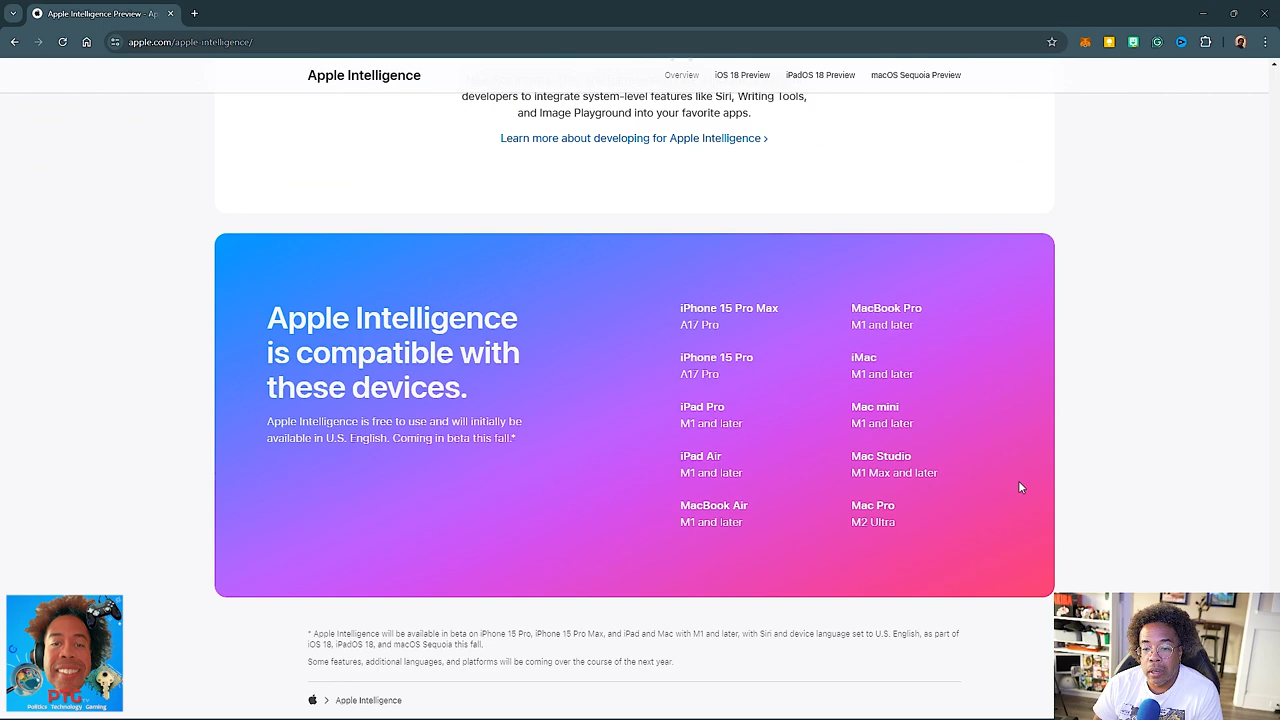 Apple Intelligence Preview - Ap
apple.com/apple-intelligence/
Apple Intelligence
Overview
iOS 18 Preview
iPadOS 18 Preview
macOS Sequoia Preview
developers to integrate system-level features like Siri, Writing Tools,
and Image Playground into your favorite apps.
Learn more about developing for Apple Intelligence >
Apple Intelligence
is compatible with
these devices.
Apple Intelligence is free to use and will initially be
available in U.S. English. Coming in beta this fall.*
iPhone 15 Pro Max
A17 Pro
iPhone 15 Pro
A17 Pro
iPad Pro
M1 and later
iPad Air
M1 and later
MacBook Air
M1 and later
MacBook Pro
M1 and later
iMac
M1 and later
Mac mini
M1 and later
Mac Studio
M1 Max and later
Mac Pro
M2 Ultra
* Apple Intelligence will be available in beta on iPhone 15 Pro, iPhone 15 Pro Max, and iPad and Mac with M1 and later, with Siri and device language set to U.S. English, as part of
iOS 18, iPadOS 18, and macOS Sequoia this fall.
Some features, additional languages, and platforms will be coming over the course of the next year.
Apple Intelligence
PTG TV
Politics Technology Gaming